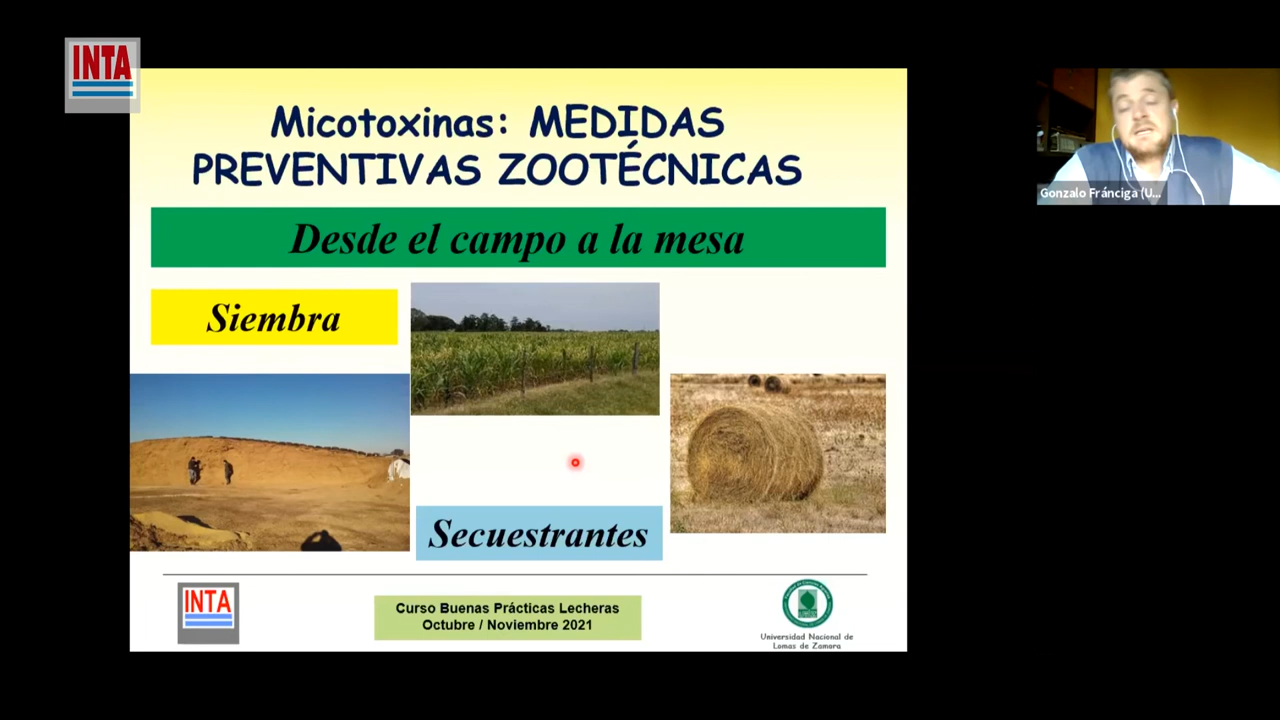 INTA
Micotoxinas: MEDIDAS
PREVENTIVAS ZOOTÉCNICAS
Desde el campo a la mesa
Siembra
Secuestrantes
INTA
Curso Buenas Prácticas Lecheras
Octubre / Noviembre 2021
Universidad Nacional de
Lomas de Zamora
Gonzalo Fránciga (U...